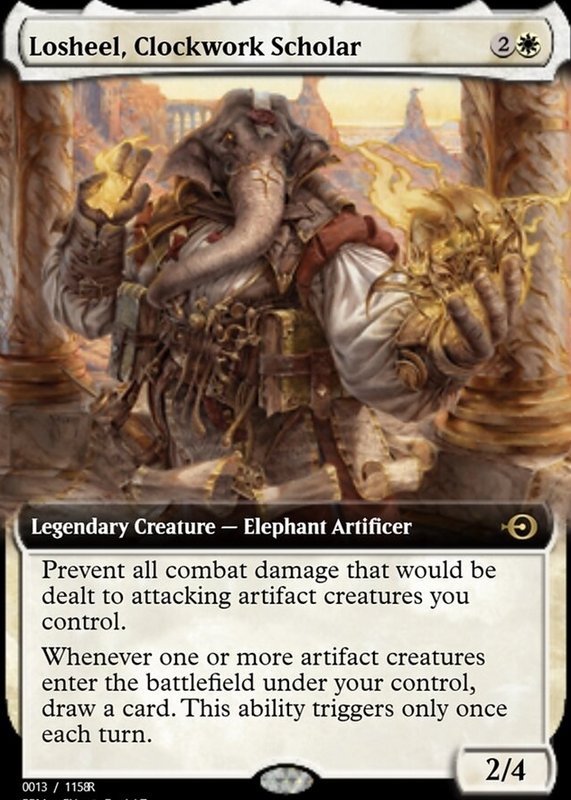 Losheel, Clockwork Scholar 2
Legendary Creature — Elephant Artificer
Prevent all combat damage that would be
dealt to attacking artifact creatures you
control.
Whenever one or more artifact creatures
enter the battlefield under your control,
draw a card. This ability triggers only once
each turn.
2/4
0013 / 1158R